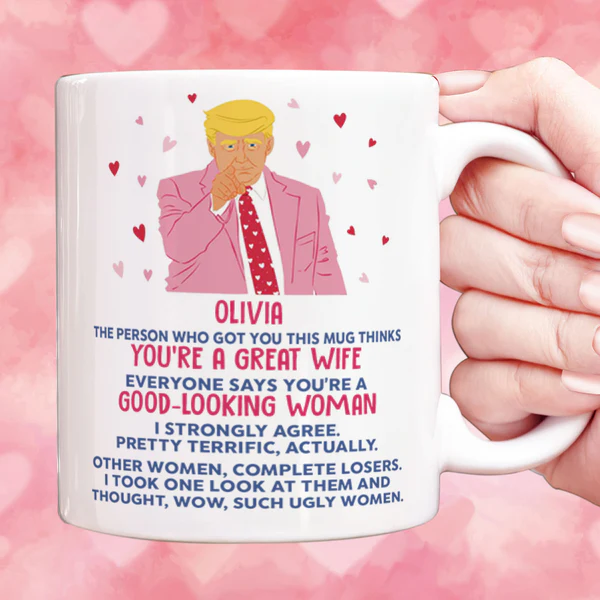 OLIVIA
THE PERSON WHO GOT YOU THIS MUG THINKS
YOU'RE A GREAT WIFE
EVERYONE SAYS YOU'RE A
GOOD-LOOKING WOMAN
I STRONGLY AGREE.
PRETTY TERRIFIC, ACTUALLY.
OTHER WOMEN, COMPLETE LOSERS.
I TOOK ONE LOOK AT THEM AND
THOUGHT, WOW, SUCH UGLY WOMEN.